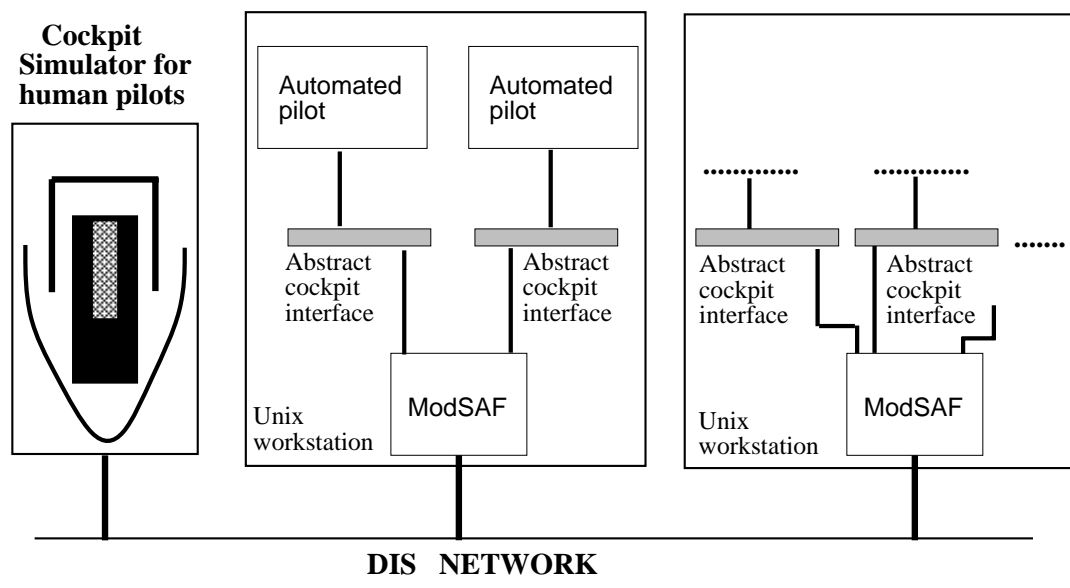 Cockpit
Simulator for
human pilots
Automated
pilot
Automated
pilot
Abstract
cockpit
interface
Abstract
cockpit
interface
ModSAF
Unix
workstation
Abstract
cockpit
interface
Abstract
cockpit
interface
ModSAF
Unix
workstation
DIS NETWORK